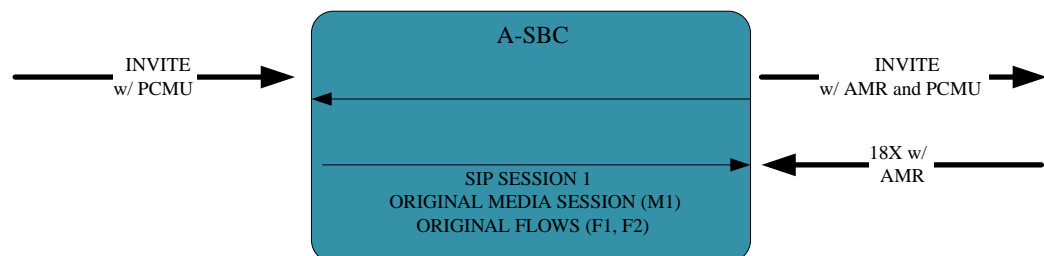 A-SBC
INVITE
w/ PCMU
INVITE
w/ AMR and PCMU
18X w/
AMR
SIP SESSION 1
ORIGINAL MEDIA SESSION (M1)
ORIGINAL FLOWS (F1, F2)